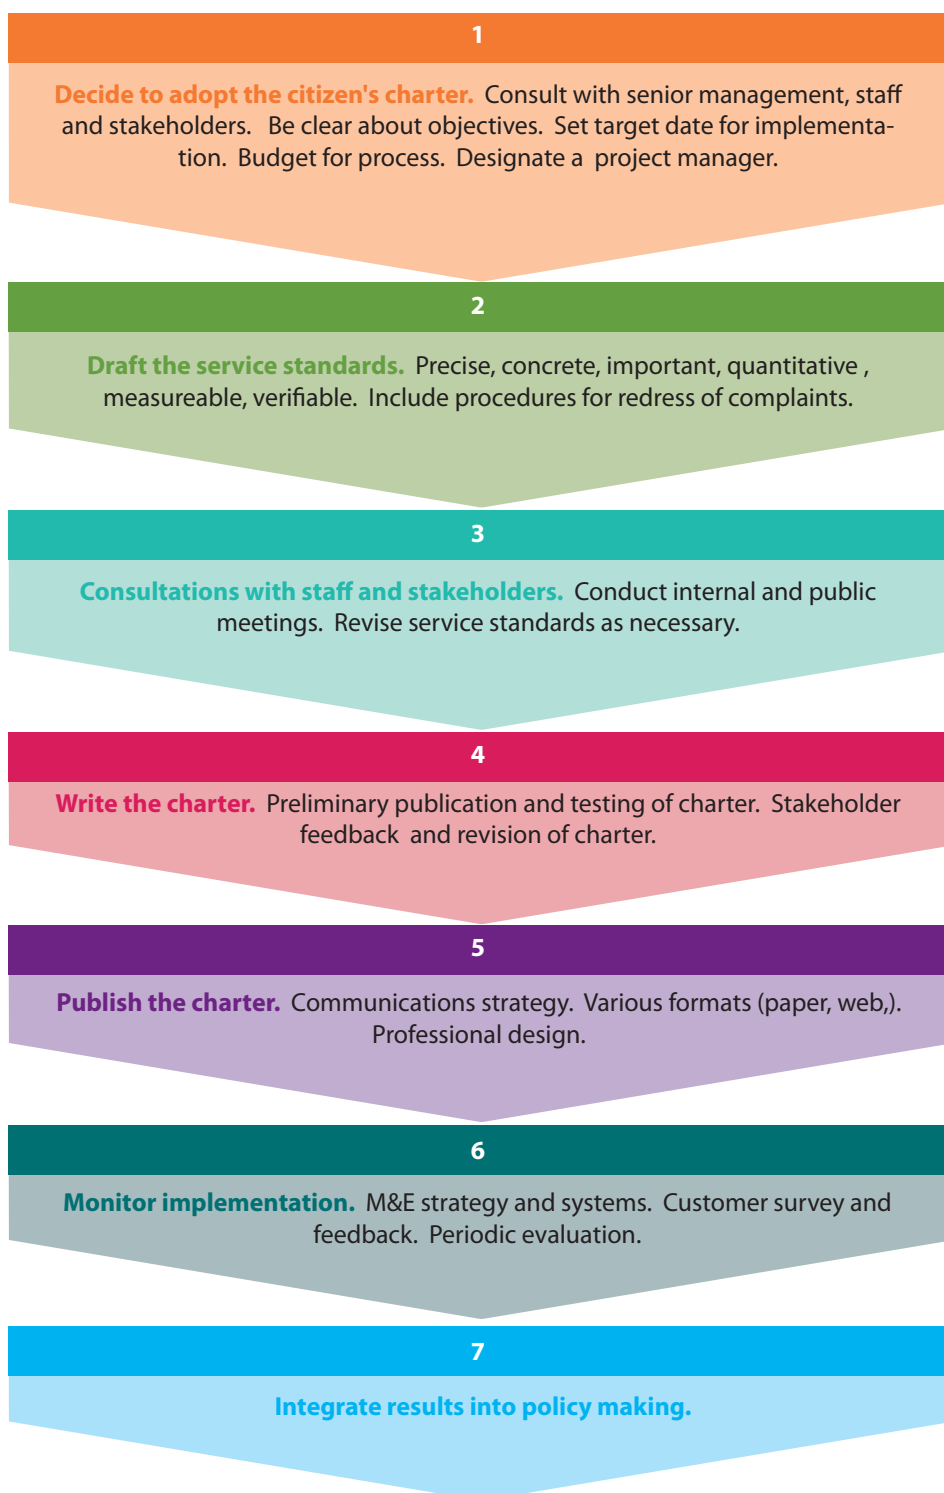 1
Decide to adopt the citizen's charter. Consult with senior management, staff
and stakeholders. Be clear about objectives. Set target date for implementa-
tion. Budget for process. Designate a project manager.
2
Draft the service standards. Precise, concrete, important, quantitative ,
measureable, verifiable. Include procedures for redress of complaints.
3
Consultations with staff and stakeholders. Conduct internal and public
meetings. Revise service standards as necessary.
4
Write the charter. Preliminary publication and testing of charter. Stakeholder
feedback and revision of charter.
5
Publish the charter. Communications strategy. Various formats (paper, web,).
Professional design.
6
Monitor implementation. M&E strategy and systems. Customer survey and
feedback. Periodic evaluation.
7
Integrate results into policy making.